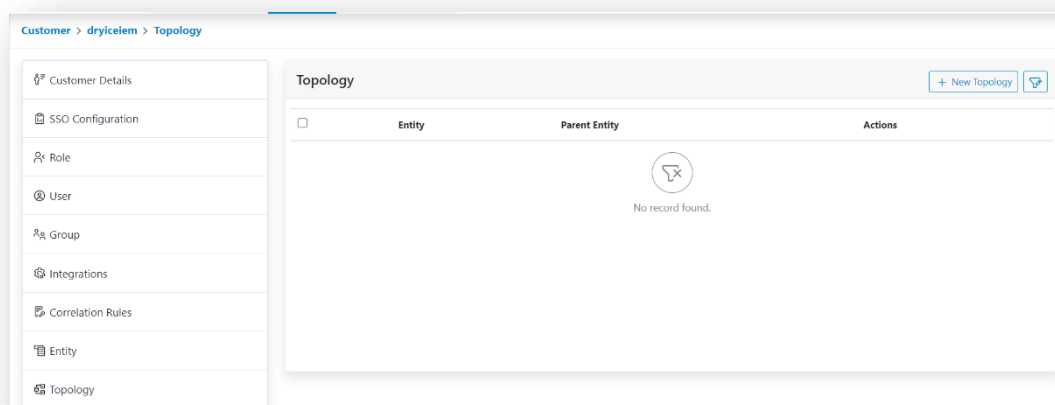 Customer > dryiceiem > Topology
Customer Details
SSO Configuration
Role
User
Group
Integrations
Correlation Rules
Entity
Topology
Topology
+ New Topology
Entity Parent Entity Actions
No record found.